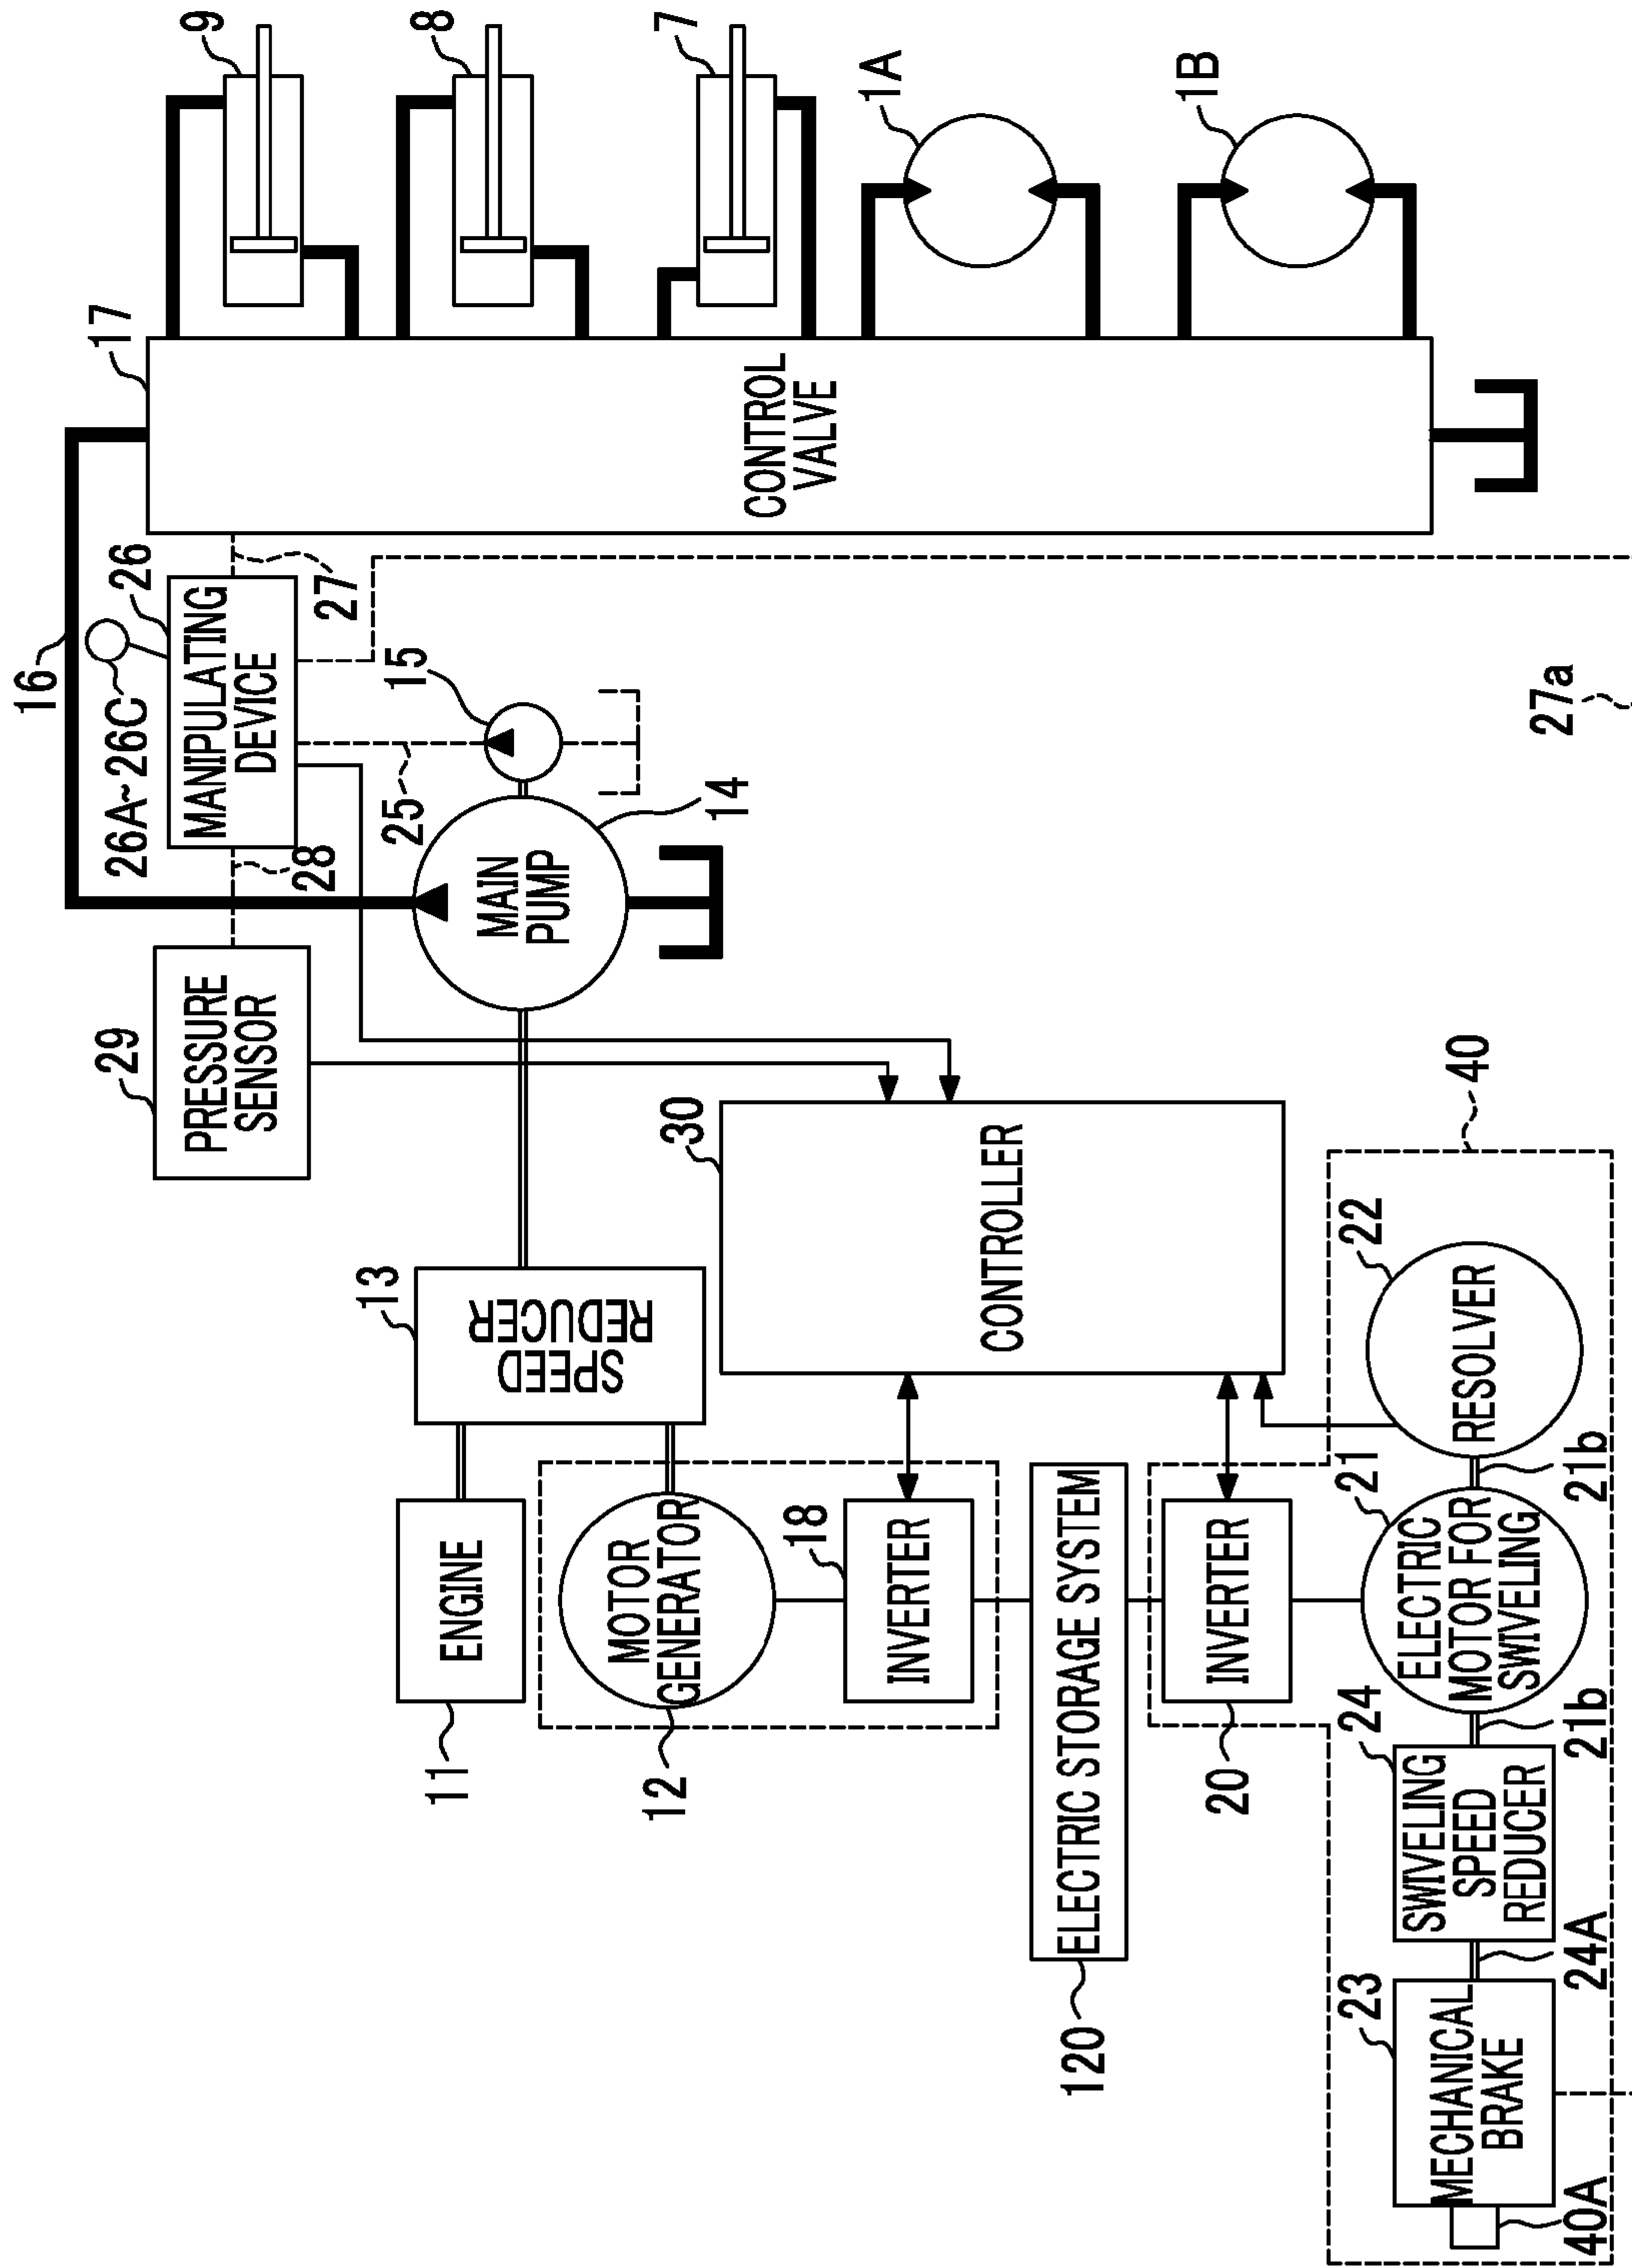 9
8
7
1A
1B
17
CONTROL
VALVE
16
26
26A~26C
MANIPULATING
DEVICE
27
27a
15
25
28
14
MAIN
PUMP
29
PRESSURE
SENSOR
30
CONTROLLER
13
SPEED
REDUCER
40
22
RESOLVER
21b
21
ELECTRIC
MOTOR FOR
SWIVELING
11
ENGINE
12
MOTOR
GENERATOR
18
INVERTER
ELECTRIC STORAGE SYSTEM
120
INVERTER
20
21b
24
SWIVELING
SPEED
REDUCER
24A
23
MECHANICAL
BRAKE
40A